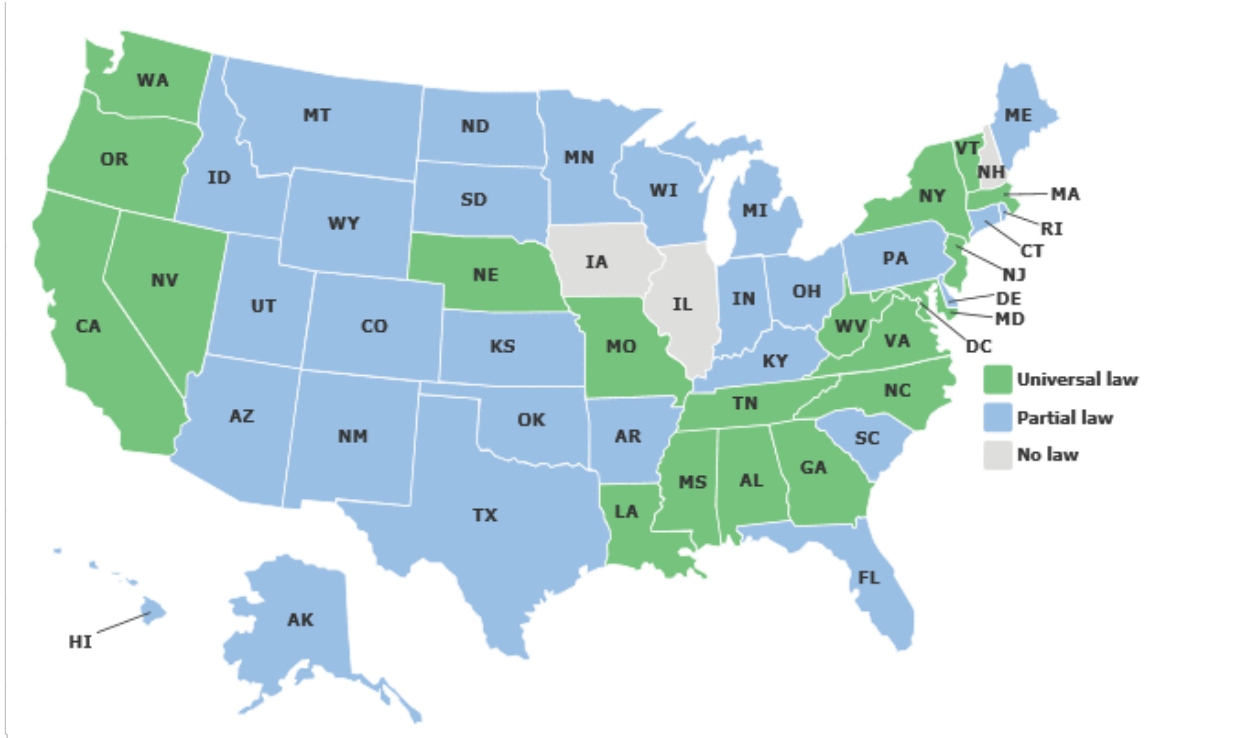 WA
MT
ND
MN
ME
OR
ID
WY
SD
WI
MI
NY
VT
NH
MA
RI
CT
NJ
DE
MD
DC
PA
NV
UT
CO
NE
IA
IL
IN
OH
CA
KS
MO
KY
WV
VA
AZ
NM
OK
AR
TN
NC
SC
TX
LA
MS
AL
GA
FL
AK
HI
Universal law
Partial law
No law